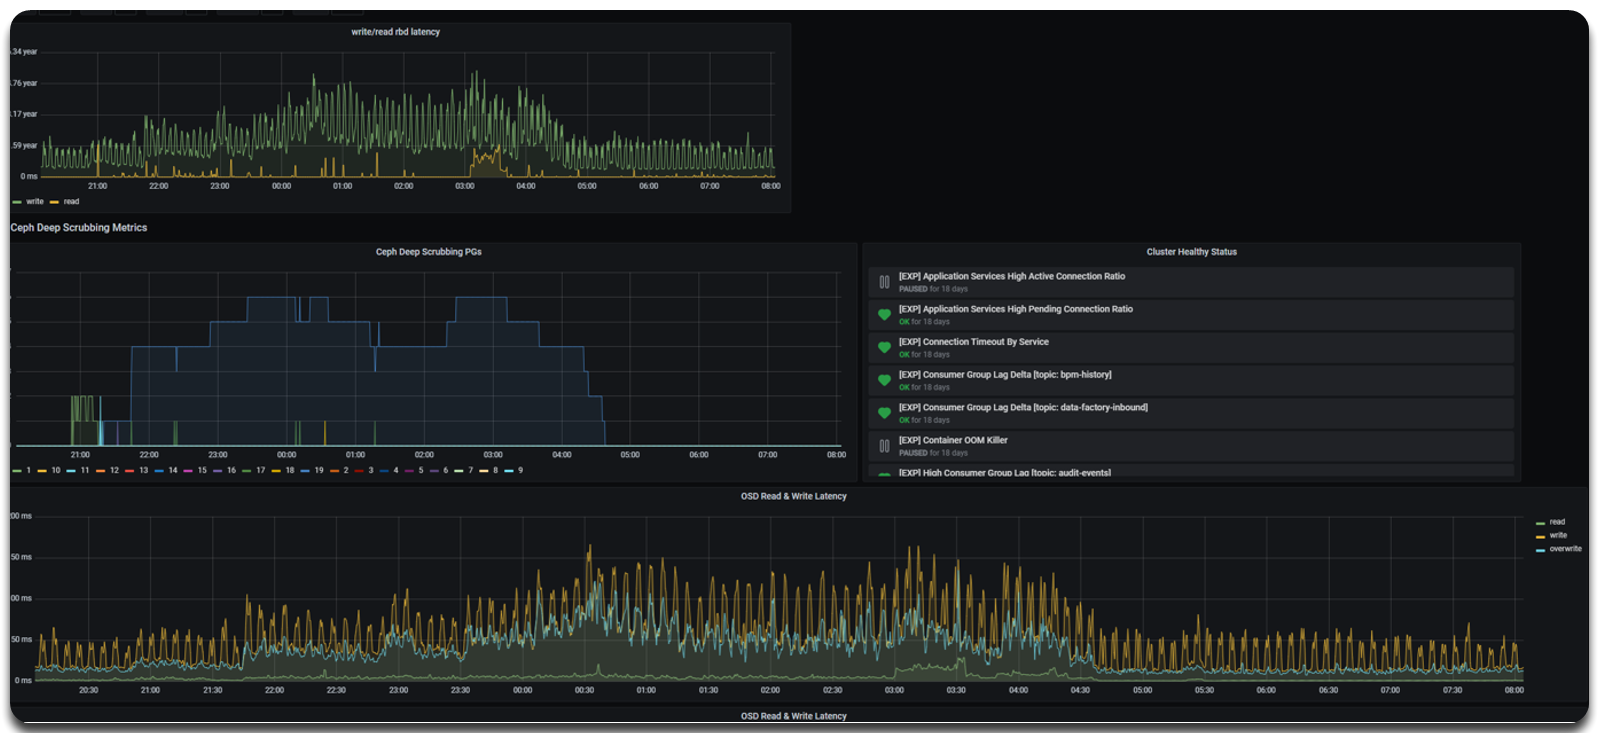 write/read rbd latency
.34 year
.76 year
.17 year
.59 year
0 ms
21:00 22:00 23:00 00:00 01:00 02:00 03:00 04:00 05:00 06:00 07:00 08:00
write read
Ceph Deep Scrubbing Metrics
Ceph Deep Scrubbing PGs
21:00 22:00 23:00 00:00 01:00 02:00 03:00 04:00 05:00 06:00 07:00 08:00
1 10 11 12 13 14 15 16 17 18 19 2 3 4 5 6 7 8 9
Cluster Healthy Status
[EXP] Application Services High Active Connection Ratio
PAUSED for 18 days
[EXP] Application Services High Pending Connection Ratio
OK for 18 days
[EXP] Connection Timeout By Service
OK for 18 days
[EXP] Consumer Group Lag Delta [topic: bpm-history]
OK for 18 days
[EXP] Consumer Group Lag Delta [topic: data-factory-inbound]
OK for 18 days
[EXP] Container OOM Killer
PAUSED for 18 days
[EXP] High Consumer Group Lag [topic: audit-events]
OSD Read & Write Latency
00 ms
50 ms
00 ms
50 ms
0 ms
20:30 21:00 21:30 22:00 22:30 23:00 23:30 00:00 00:30 01:00 01:30 02:00 02:30 03:00 03:30 04:00 04:30 05:00 05:30 06:00 06:30 07:00 07:30 08:00
read
write
overwrite
OSD Read & Write Latency